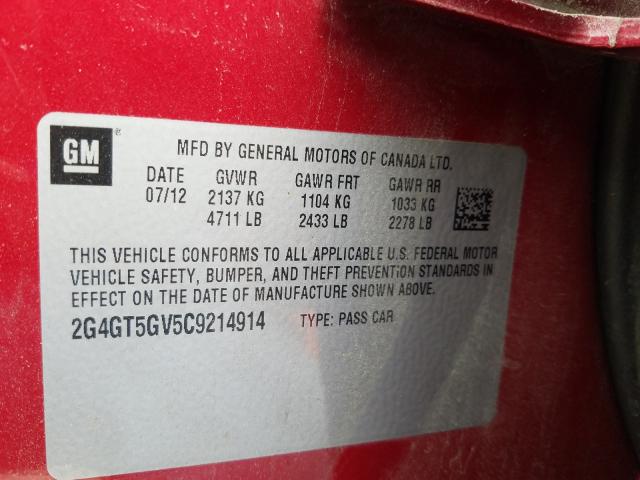 GM ®
MFD BY GENERAL MOTORS OF CANADA LTD.
DATE GVWR GAWR FRT GAWR RR
07/12 2137 KG 1104 KG 1033 KG
4711 LB 2433 LB 2278 LB
THIS VEHICLE CONFORMS TO ALL APPLICABLE U.S. FEDERAL MOTOR
VEHICLE SAFETY, BUMPER, AND THEFT PREVENTION STANDARDS IN
EFFECT ON THE DATE OF MANUFACTURE SHOWN ABOVE.
2G4GT5GV5C9214914 TYPE: PASS CAR